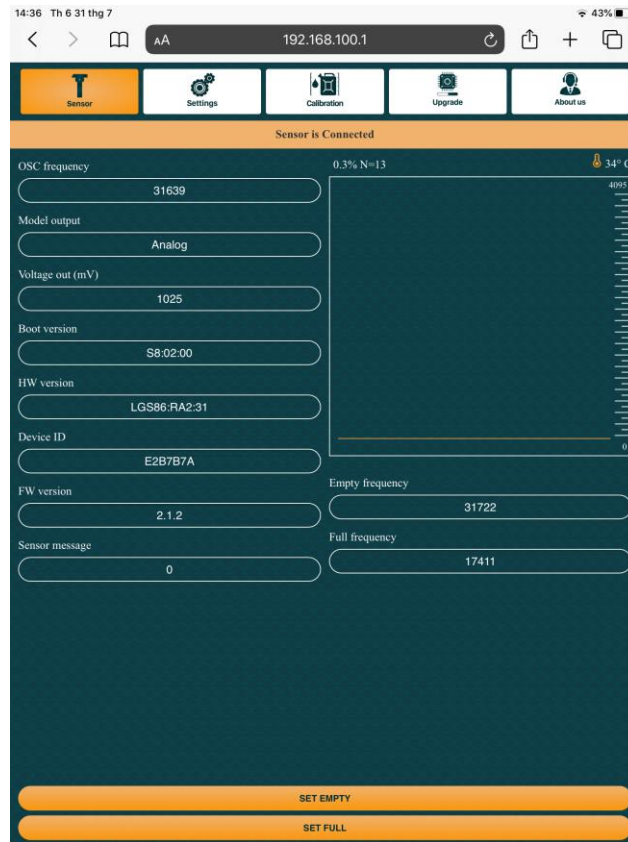 14:36 Th 6 31 thg 7
43%
AA
192.168.100.1
Sensor
Settings
Calibration
Upgrade
About us
Sensor is Connected
OSC frequency
31639
Model output
Analog
Voltage out (mV)
1025
Boot version
S8:02:00
HW version
LGS86:RA2:31
Device ID
E2B7B7A
FW version
2.1.2
Sensor message
0
0.3% N=13
34° C
4095
0
Empty frequency
31722
Full frequency
17411
SET EMPTY
SET FULL